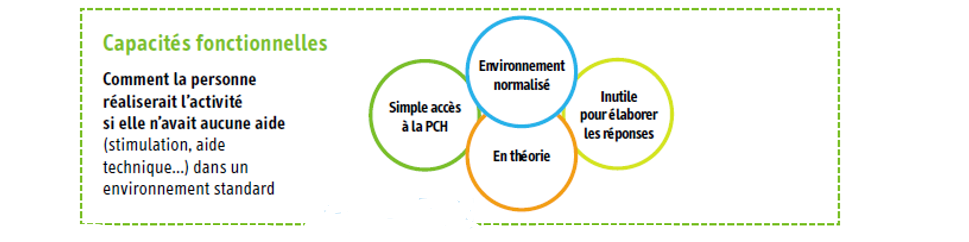 Capacités fonctionnelles
Comment la personne
réaliserait l'activité
si elle n'avait aucune aide
(stimulation, aide
technique...) dans un
environnement standard
Simple accès
à la PCH
Environnement
normalisé
En théorie
Inutile
pour élaborer
les réponses